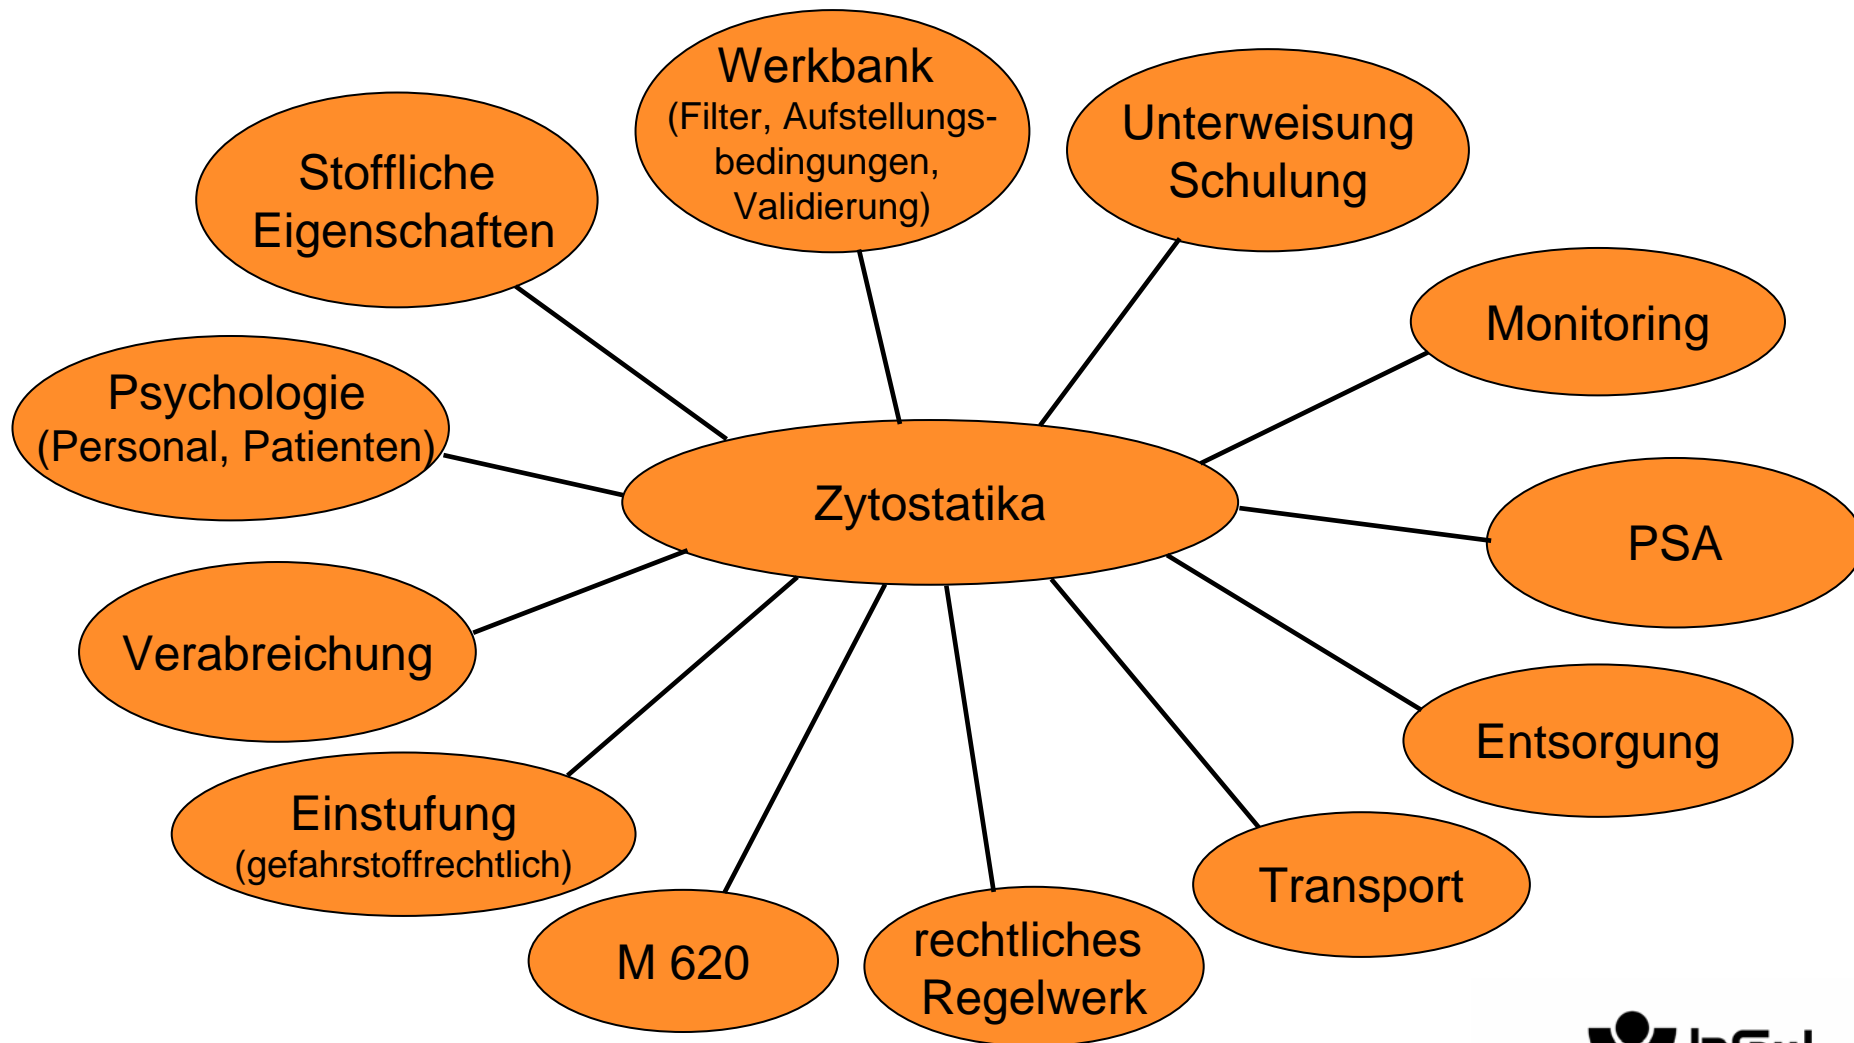 Werkbank
(Filter, Aufstellungs-
bedingungen,
Validierung)
Unterweisung
Schulung
Stoffliche
Eigenschaften
Monitoring
Psychologie
(Personal, Patienten)
Zytostatika
PSA
Verabreichung
Entsorgung
Einstufung
(gefahrstoffrechtlich)
Transport
M 620
rechtliches
Regelwerk